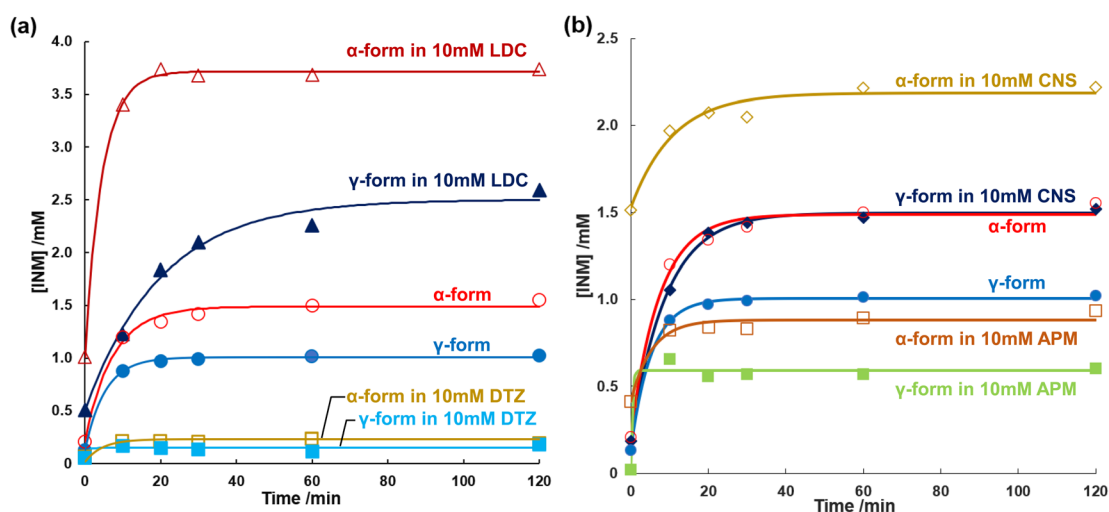 (a)
4.0
3.5
3.0
2.5
2.0
1.5
1.0
0.5
0
[INM] /mM
α-form in 10mM LDC
γ-form in 10mM LDC
α-form
γ-form
α-form in 10mM DTZ
γ-form in 10mM DTZ
0 20 40 60 80 100 120
Time /min
(b)
2.5
2.0
1.5
1.0
0.5
0
[INM] /mM
α-form in 10mM CNS
γ-form in 10mM CNS
α-form
γ-form
α-form in 10mM APM
γ-form in 10mM APM
0 20 40 60 80 100 120
Time /min